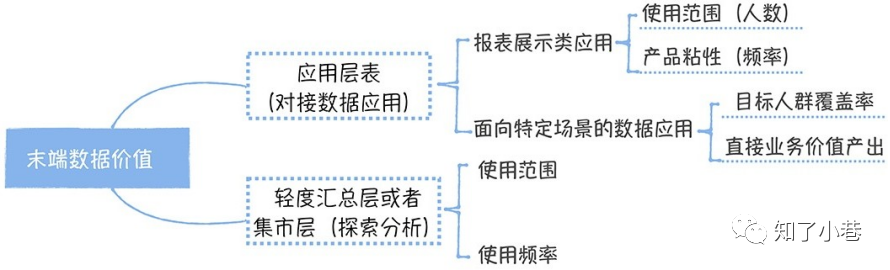 末端数据价值
应用层表
(对接数据应用)
报表展示类应用
使用范围（人数）
产品粘性（频率）
面向特定场景的数据应用
目标人群覆盖率
直接业务价值产出
轻度汇总层或者
集市层（探索分析)
使用范围
使用频率
知了小巷